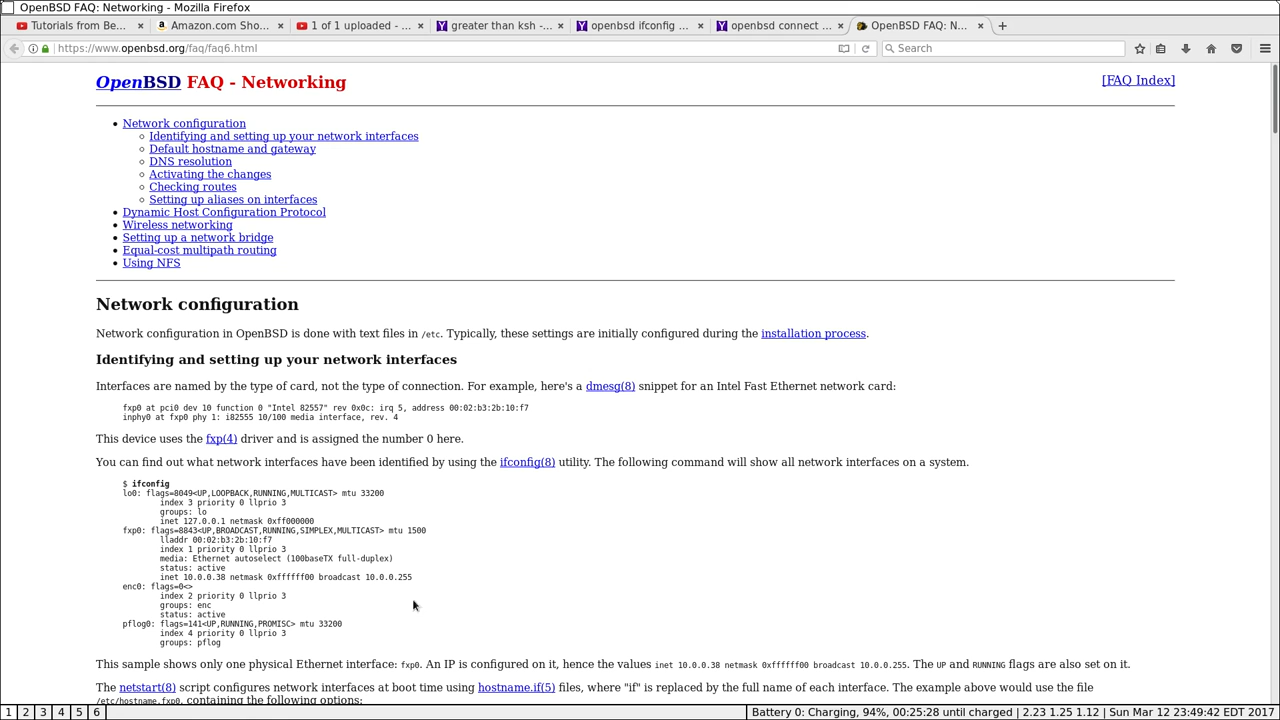 OpenBSD FAQ: Networking - Mozilla Firefox
Tutorials from Be... × Amazon.com Sho... × 1 of 1 uploaded - ... × greater than ksh -... × openbsd ifconfig ... × openbsd connect ... × OpenBSD FAQ: N... × +
https://www.openbsd.org/faq/faq6.html Search
OpenBSD FAQ - Networking [FAQ Index]
Network configuration
Identifying and setting up your network interfaces
Default hostname and gateway
DNS resolution
Activating the changes
Checking routes
Setting up aliases on interfaces
Dynamic Host Configuration Protocol
Wireless networking
Setting up a network bridge
Equal-cost multipath routing
Using NFS
Network configuration
Network configuration in OpenBSD is done with text files in /etc. Typically, these settings are initially configured during the installation process.
Identifying and setting up your network interfaces
Interfaces are named by the type of card, not the type of connection. For example, here's a dmesg(8) snippet for an Intel Fast Ethernet network card:
fxp0 at pci0 dev 10 function 0 "Intel 82557" rev 0x0c: irq 5, address 00:02:b3:2b:10:f7
inphy0 at fxp0 phy 1: i82555 10/100 media interface, rev. 4
This device uses the fxp(4) driver and is assigned the number 0 here.
You can find out what network interfaces have been identified by using the ifconfig(8) utility. The following command will show all network interfaces on a system.
$ ifconfig
lo0: flags=8049<UP,LOOPBACK,RUNNING,MULTICAST> mtu 33200
index 3 priority 0 llprio 3
groups: lo
inet 127.0.0.1 netmask 0xff000000
fxp0: flags=8843<UP,BROADCAST,RUNNING,SIMPLEX,MULTICAST> mtu 1500
lladdr 00:02:b3:2b:10:f7
index 1 priority 0 llprio 3
media: Ethernet autoselect (100baseTX full-duplex)
status: active
inet 10.0.0.38 netmask 0xffffff00 broadcast 10.0.0.255
enc0: flags=0<>
index 2 priority 0 llprio 3
groups: enc
status: active
pflog0: flags=141<UP,RUNNING,PROMISC> mtu 33200
index 4 priority 0 llprio 3
groups: pflog
This sample shows only one physical Ethernet interface: fxp0. An IP is configured on it, hence the values inet 10.0.0.38 netmask 0xffffff00 broadcast 10.0.0.255. The UP and RUNNING flags are also set on it.
The netstart(8) script configures network interfaces at boot time using hostname.if(5) files, where "if" is replaced by the full name of each interface. The example above would use the file
/etc/hostname.fxp0, containing the following options:
1 2 3 4 5 6 Battery 0: Charging, 94%, 00:25:28 until charged | 2.23 1.25 1.12 | Sun Mar 12 23:49:42 EDT 2017